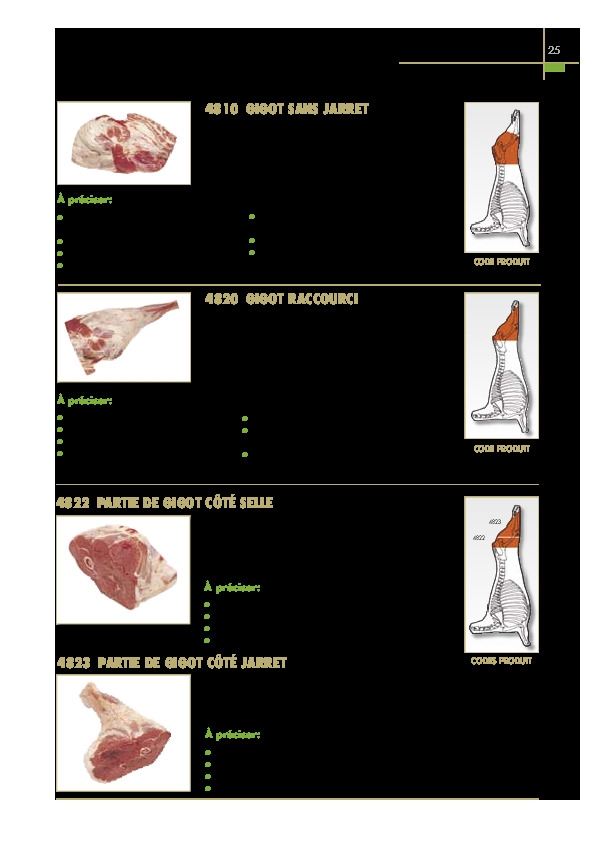 25
4810 GIGOT SANS JARRET
À préciser:
CODE PRODUIT
4820 GIGOT RACCOURCI
À préciser:
CODE PRODUIT
4822 PARTIE DE GIGOT CÔTÉ SELLE
4823
4822
À préciser:
4823 PARTIE DE GIGOT CÔTÉ JARRET
CODES PRODUIT
À préciser: